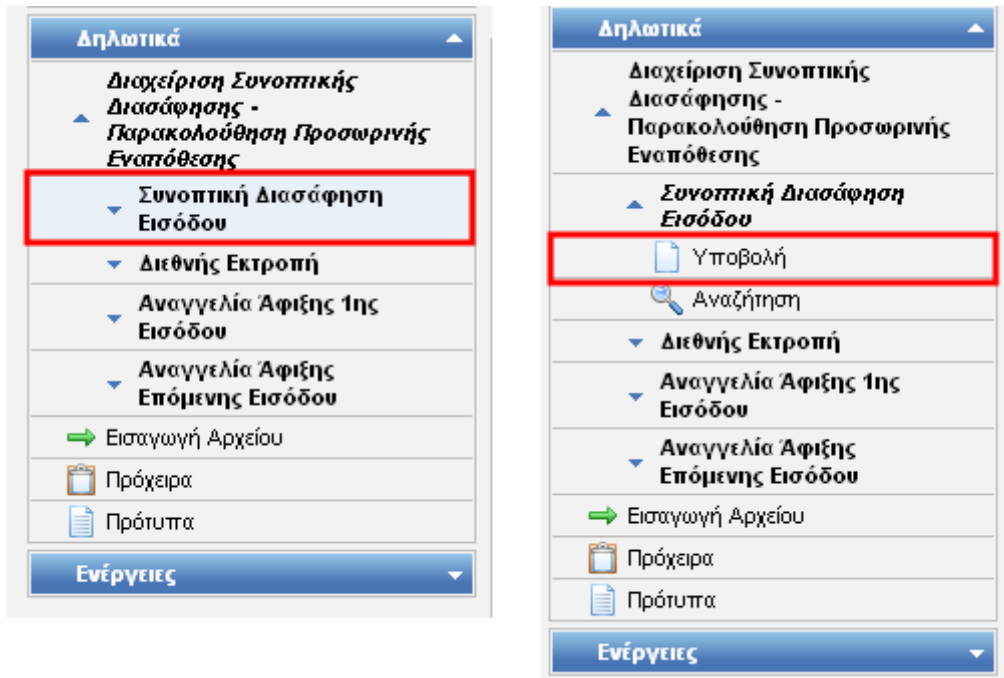 Δηλωτικά
Διαχείριση Συνοπτικής
Διασάφησης -
Παρακολούθηση Προσωρινής
Εναπόθεσης
Συνοπτική Διασάφηση
Εισόδου
Διεθνής Εκτροπή
Αναγγελία Άφιξης 1ης
Εισόδου
Αναγγελία Άφιξης
Επόμενης Εισόδου
Εισαγωγή Αρχείου
Πρόχειρα
Πρότυπα
Ενέργειες
Δηλωτικά
Διαχείριση Συνοπτικής
Διασάφησης -
Παρακολούθηση Προσωρινής
Εναπόθεσης
Συνοπτική Διασάφηση
Εισόδου
Υποβολή
Αναζήτηση
Διεθνής Εκτροπή
Αναγγελία Άφιξης 1ης
Εισόδου
Αναγγελία Άφιξης
Επόμενης Εισόδου
Εισαγωγή Αρχείου
Πρόχειρα
Πρότυπα
Ενέργειες